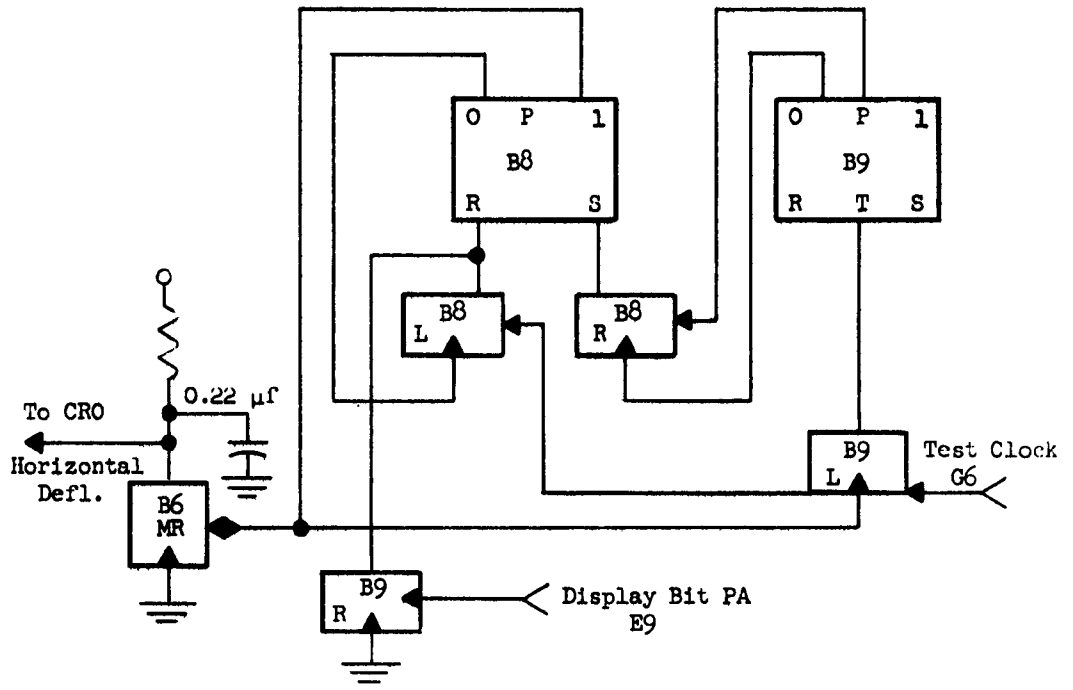 0 P 1
B8
R S
0 P 1
B9
R T S
B8
L
B8
R
0.22 μf
To CRO
Horizontal
Defl.
B9
L
Test Clock
G6
B6
MR
B9
R
Display Bit PA
E9